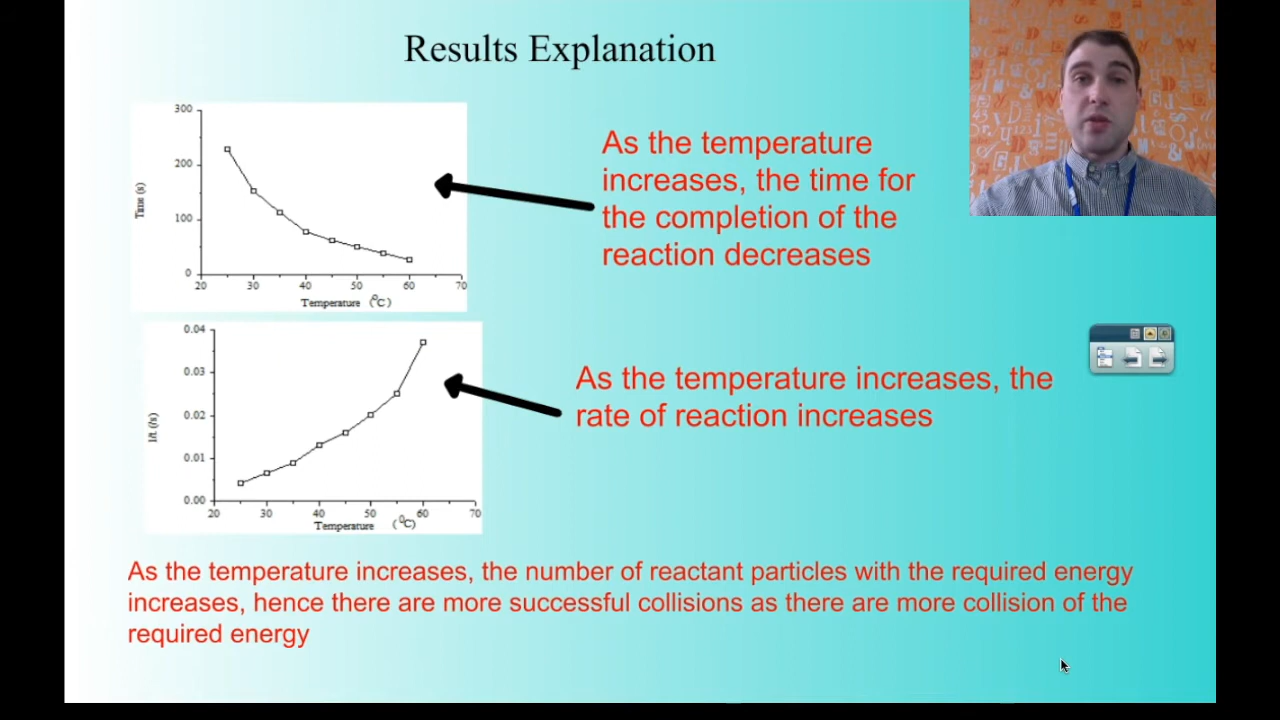 Results Explanation
300
200
100
0
Time (s)
20
30
40
50
60
70
Temperature (⁰C)
As the temperature
increases, the time for
the completion of the
reaction decreases
0.04
0.03
0.02
0.01
0.00
1/t (/s)
20
30
40
50
60
70
Temperature (⁰C)
As the temperature increases, the
rate of reaction increases
As the temperature increases, the number of reactant particles with the required energy
increases, hence there are more successful collisions as there are more collision of the
required energy